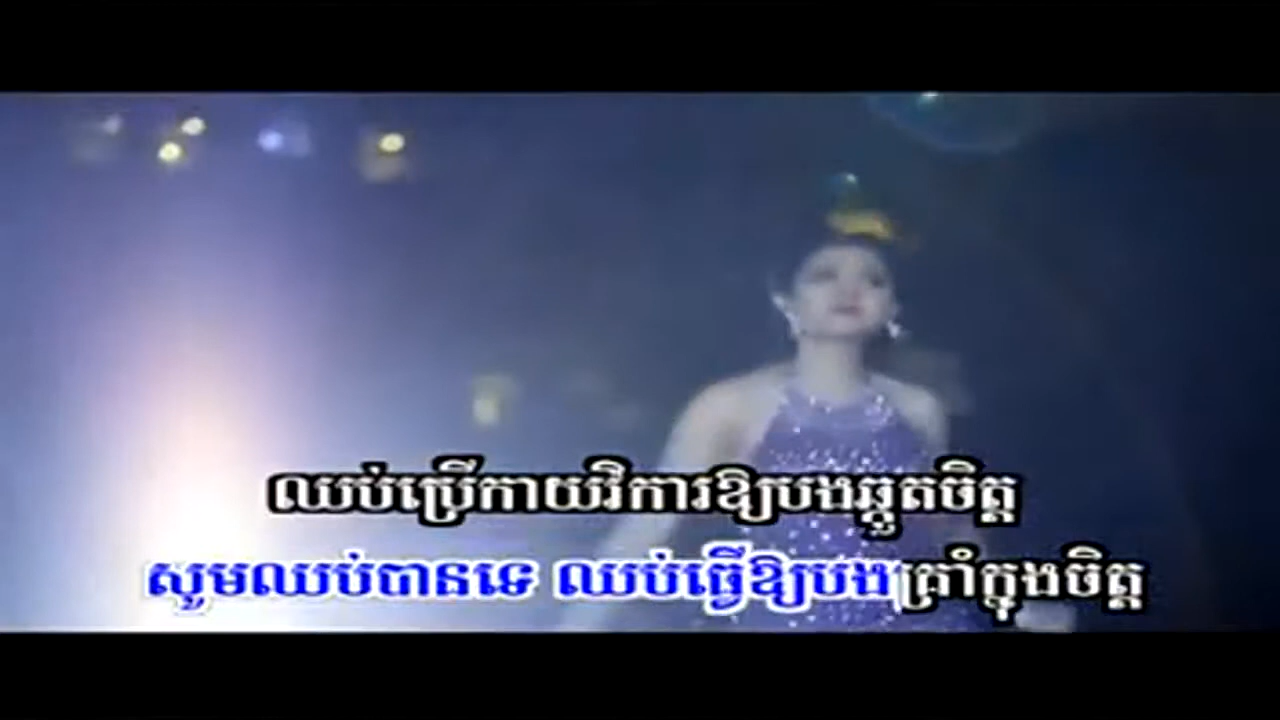 ឈប់ប្រើកាយវិការឱ្យបងឆ្កួតចិត្ត
សូមឈប់បានទេ ឈប់ធ្វើឱ្យបងគ្រាំក្នុងចិត្ត